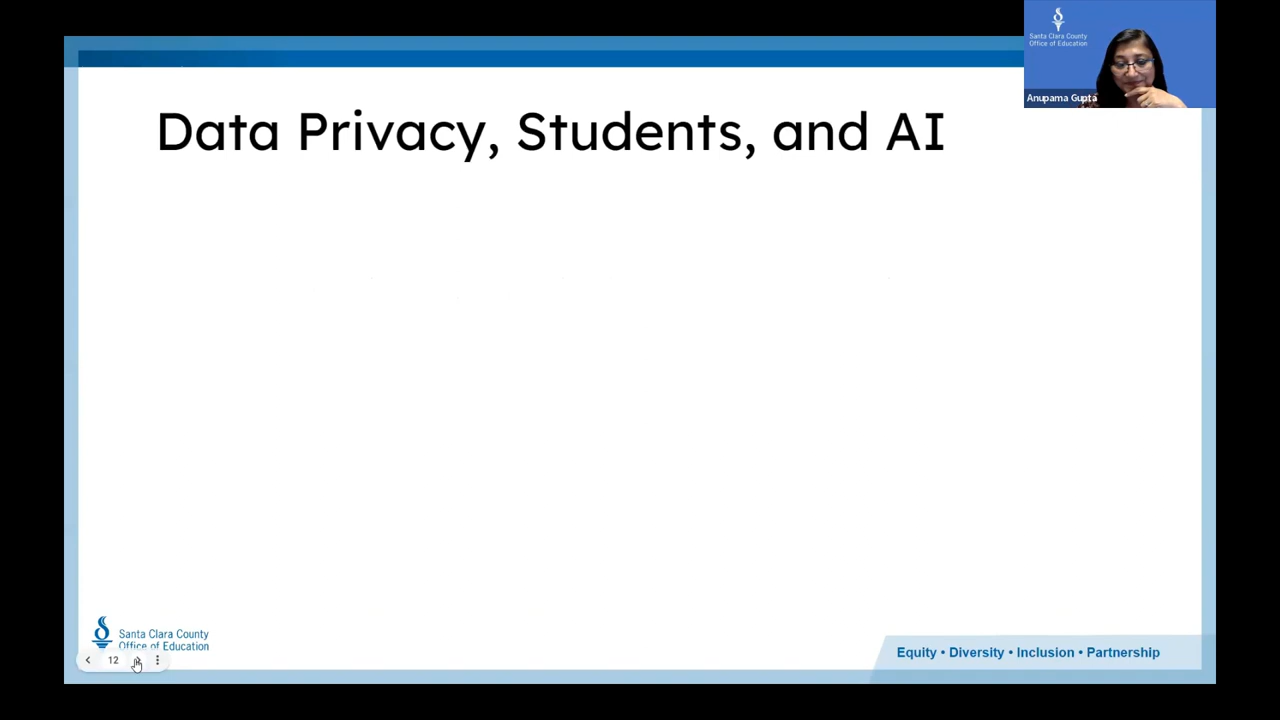 Santa Clara County
Office of Education
Anupama Gupta
Data Privacy, Students, and AI
Santa Clara County
Office of Education
12
Equity • Diversity • Inclusion • Partnership